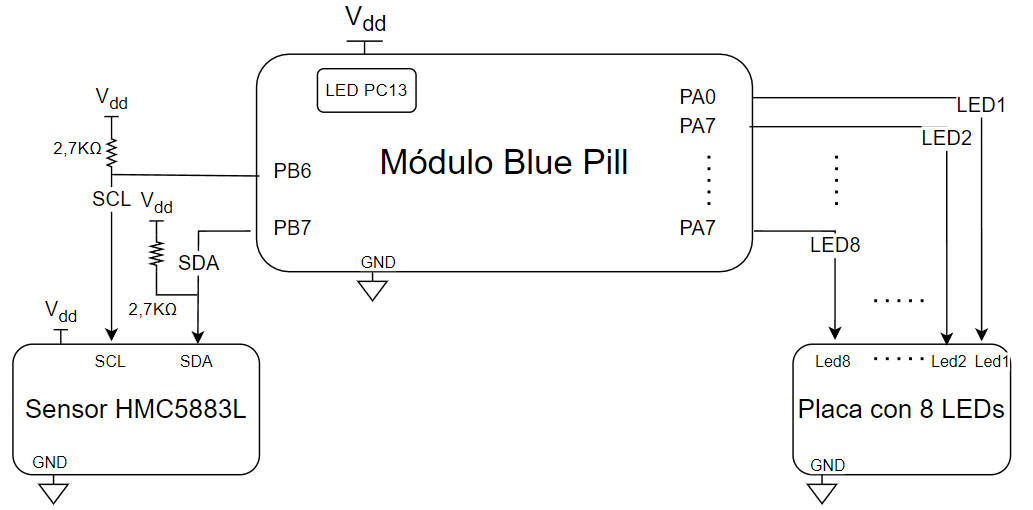 Vdd
LED PC13
PA0
LED1
Vdd
PA7
LED2
2,7KΩ
Módulo Blue Pill
PB6
SCL
Vdd
PB7
PA7
LED8
SDA
GND
Vdd
2,7KΩ
SCL
SDA
Led8
Led2
Led1
Sensor HMC5883L
Placa con 8 LEDs
GND
GND